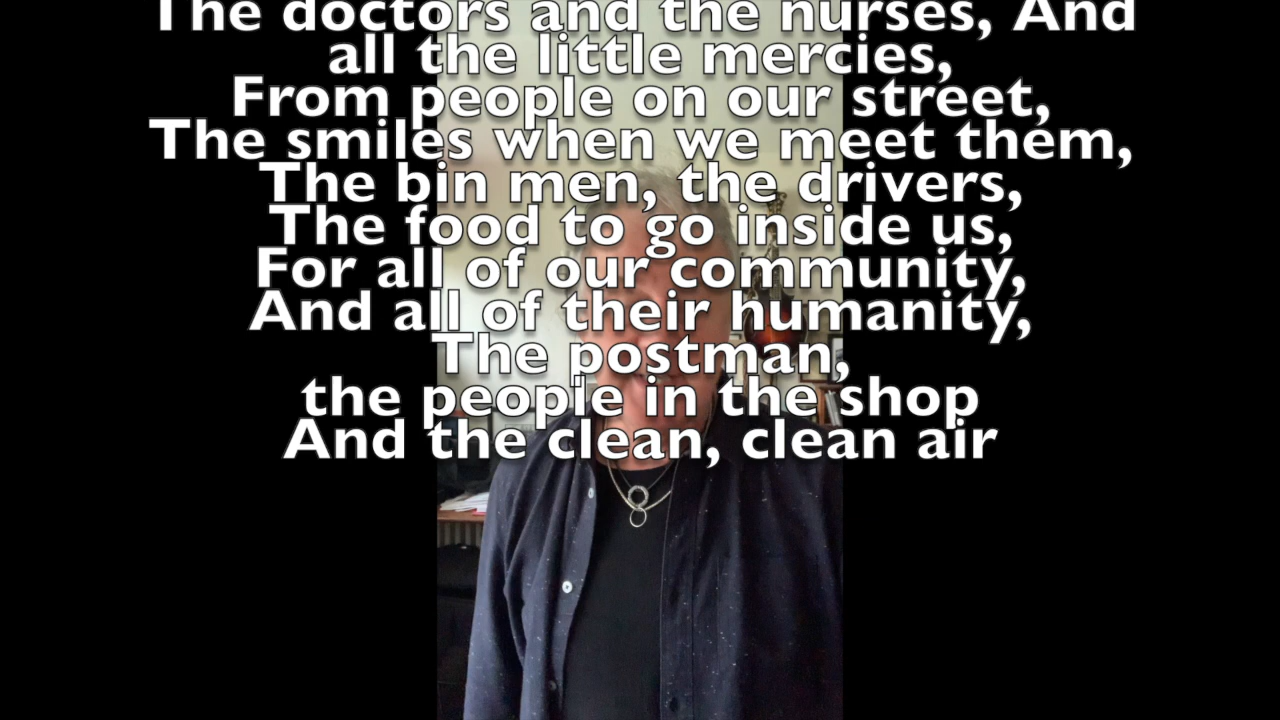 The doctors and the nurses, And
all the little mercies,
From people on our street,
The smiles when we meet them,
The bin men, the drivers,
The food to go inside us,
For all of our community,
And all of their humanity,
The postman,
the people in the shop
And the clean, clean air